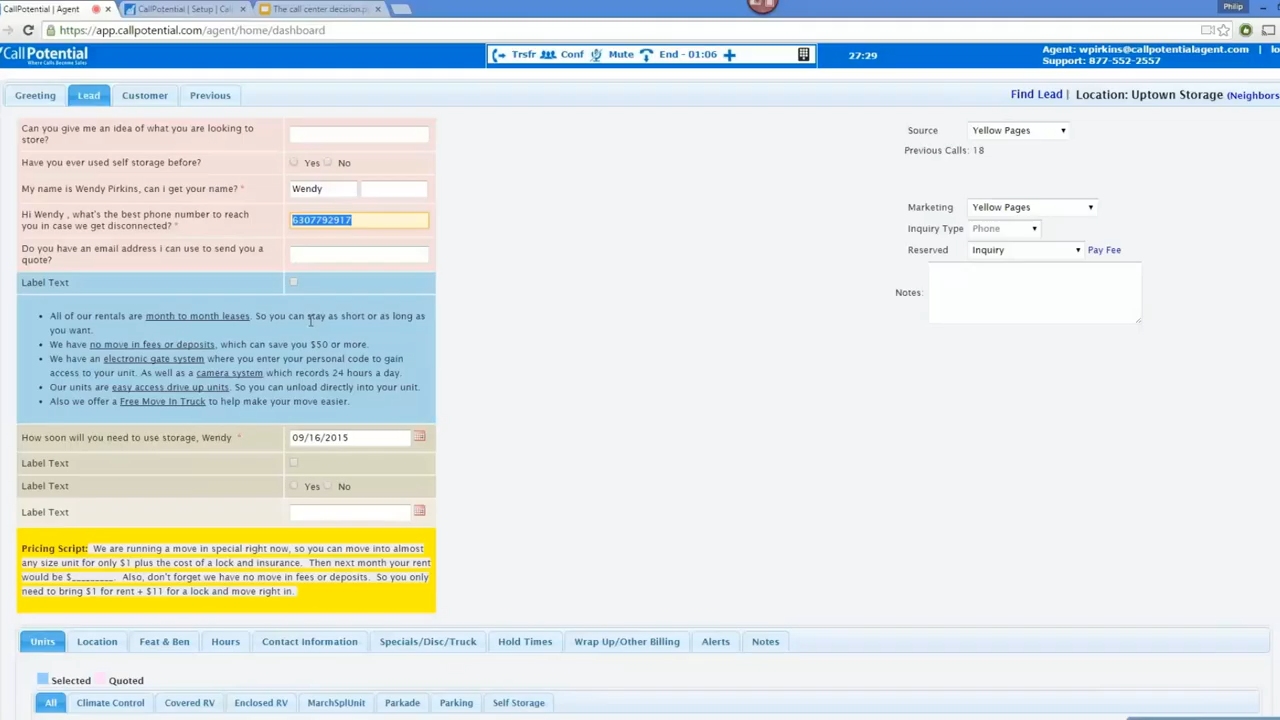 CallPotential | Agent
CallPotential | Setup | Call
The call center decision.p
Philip
https://app.callpotential.com/agent/home/dashboard
CallPotential
Where Calls Become Sales
Trsfr Conf Mute End - 01:06
27:29
Agent: wpirkins@callpotentialagent.com | lo
Support: 877-552-2557
Greeting Lead Customer Previous
Find Lead | Location: Uptown Storage (Neighbors
Can you give me an idea of what you are looking to
store?
Have you ever used self storage before?
Yes No
My name is Wendy Pirkins, can i get your name? *
Wendy
Hi Wendy , what's the best phone number to reach
you in case we get disconnected? *
6307792917
Do you have an email address i can use to send you a
quote?
Label Text
All of our rentals are month to month leases. So you can stay as short or as long as
you want.
We have no move in fees or deposits, which can save you $50 or more.
We have an electronic gate system where you enter your personal code to gain
access to your unit. As well as a camera system which records 24 hours a day.
Our units are easy access drive up units. So you can unload directly into your unit.
Also we offer a Free Move In Truck to help make your move easier.
How soon will you need to use storage, Wendy *
09/16/2015
Label Text
Label Text
Yes No
Label Text
Pricing Script: We are running a move in special right now, so you can move into almost
any size unit for only $1 plus the cost of a lock and insurance. Then next month your rent
would be $________. Also, don't forget we have no move in fees or deposits. So you only
need to bring $1 for rent + $11 for a lock and move right in.
Source Yellow Pages
Previous Calls: 18
Marketing Yellow Pages
Inquiry Type Phone
Reserved Inquiry Pay Fee
Notes:
Units Location Feat & Ben Hours Contact Information Specials/Disc/Truck Hold Times Wrap Up/Other Billing Alerts Notes
Selected Quoted
All Climate Control Covered RV Enclosed RV MarchSplUnit Parkade Parking Self Storage